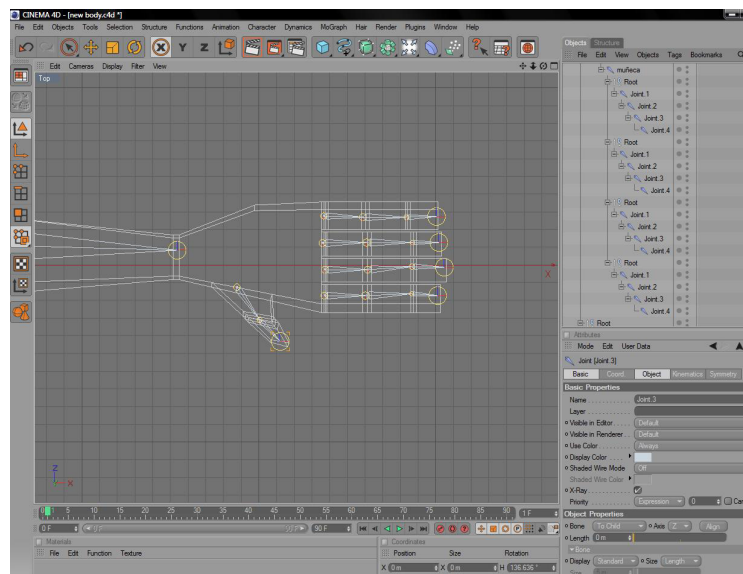 CINEMA 4D - [new body.c4d *]
File Edit Objects Tools Selection Structure Functions Animation Character Dynamics MoGraph Hair Render Plugins Window Help
Objects Structure
File Edit View Objects Tags Bookmarks
Edit Cameras Display Filter View
Top
muñeca
Root
Joint.1
Joint.2
Joint.3
Joint.4
Root
Joint.1
Joint.2
Joint.3
Joint.4
Root
Joint.1
Joint.2
Joint.3
Joint.4
Root
Joint.1
Joint.2
Joint.3
Joint.4
Root
X
Z
X
Attributes
Mode Edit User Data
Joint [Joint.3]
Basic Coord. Object Kinematics Symmetry
Basic Properties
Name Joint.3
Layer
Visible in Editor Default
Visible in Renderer Default
Use Color Always
Display Color
Shaded Wire Mode Off
Shaded Wire Color
X-Ray
Priority Expression 0 Car
Object Properties
Bone To Child Axis Z Align
Length 0 m
Bone
Display Standard Size Length
0 5 10 15 20 25 30 35 40 45 50 55 60 65 70 75 80 85 90 1 F
0 F 0 F 90 F 90 F
Materials
File Edit Function Texture
Coordinates
Position Size Rotation
X 0 m X 0 m H 136.636 °